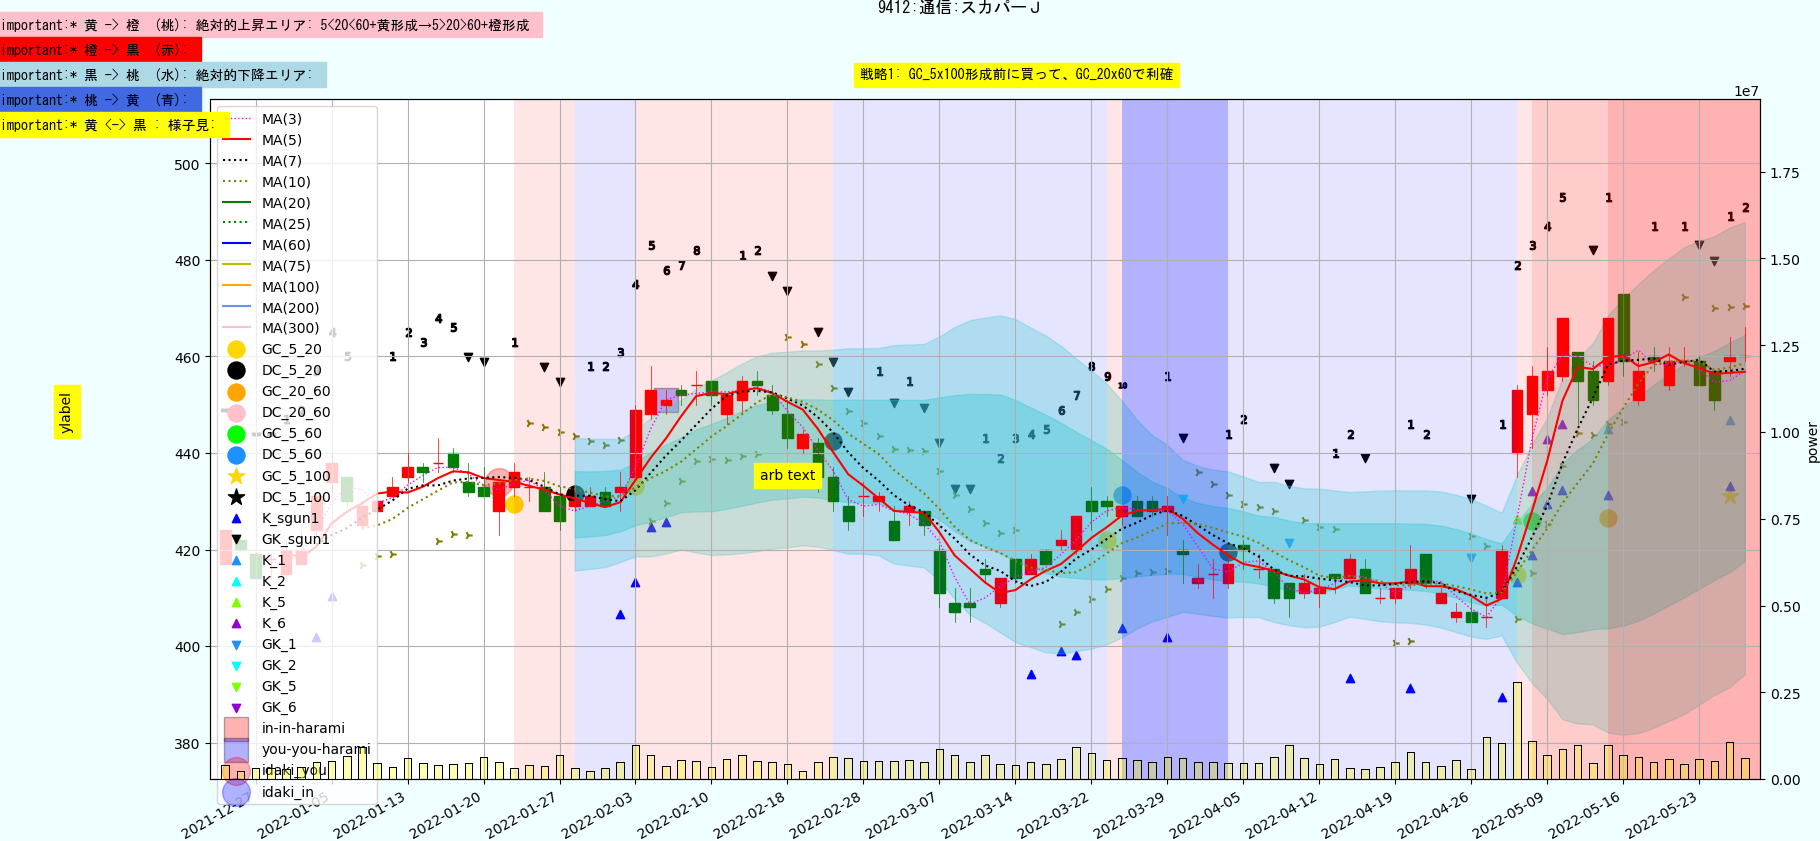 9412:通信:スカパーＪ
important:* 黄 -> 橙 (桃): 絶対的上昇エリア: 5<20<60+黄形成→5>20>60+橙形成
important:* 橙 -> 黒 (赤):
important:* 黒 -> 桃 (水): 絶対的下降エリア:
戦略1: GC_5x100形成前に買って、GC_20x60で利確
important:* 桃 -> 黄 (青):
important:* 黄 <-> 黒 : 様子見:
1e7
MA(3)
MA(5)
MA(7)
MA(10)
MA(20)
MA(25)
MA(60)
MA(75)
MA(100)
MA(200)
MA(300)
GC_5_20
DC_5_20
GC_20_60
DC_20_60
GC_5_60
DC_5_60
GC_5_100
DC_5_100
K_sgun1
GK_sgun1
K_1
K_2
K_5
K_6
GK_1
GK_2
GK_5
GK_6
in-in-harami
you-you-harami
idaki_you
idaki_in
500
480
460
440
420
400
380
ylabel
arb text
1.75
1.50
1.25
1.00
0.75
0.50
0.25
0.00
power
2021-12-27
2022-01-05
2022-01-13
2022-01-20
2022-01-27
2022-02-03
2022-02-10
2022-02-18
2022-02-28
2022-03-07
2022-03-14
2022-03-22
2022-03-29
2022-04-05
2022-04-12
2022-04-19
2022-04-26
2022-05-09
2022-05-16
2022-05-23